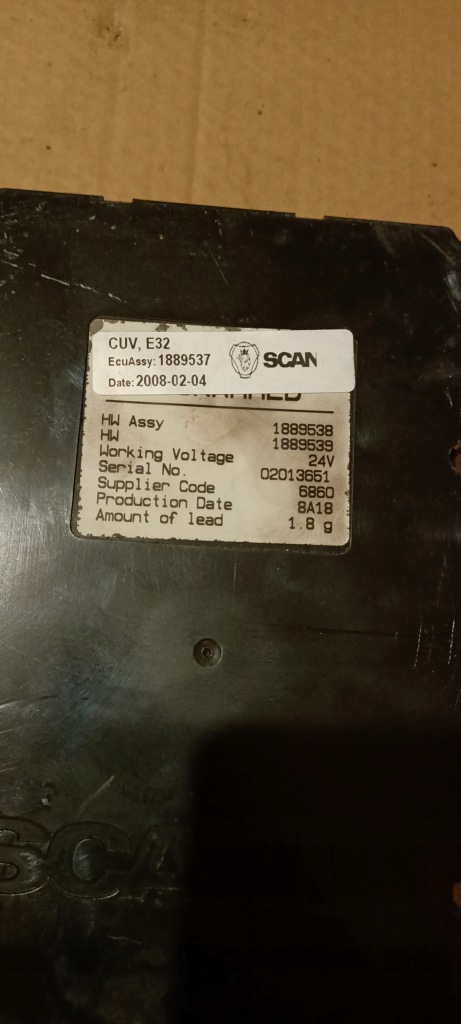 CUV, E32
EcuAssy: 1889537
SCAN
Date: 2008-02-04
HW Assy 1889538
HW 1889539
Working Voltage 24V
Serial No. 02013651
Supplier Code 6860
Production Date 8A18
Amount of lead 1.8 g
SCA